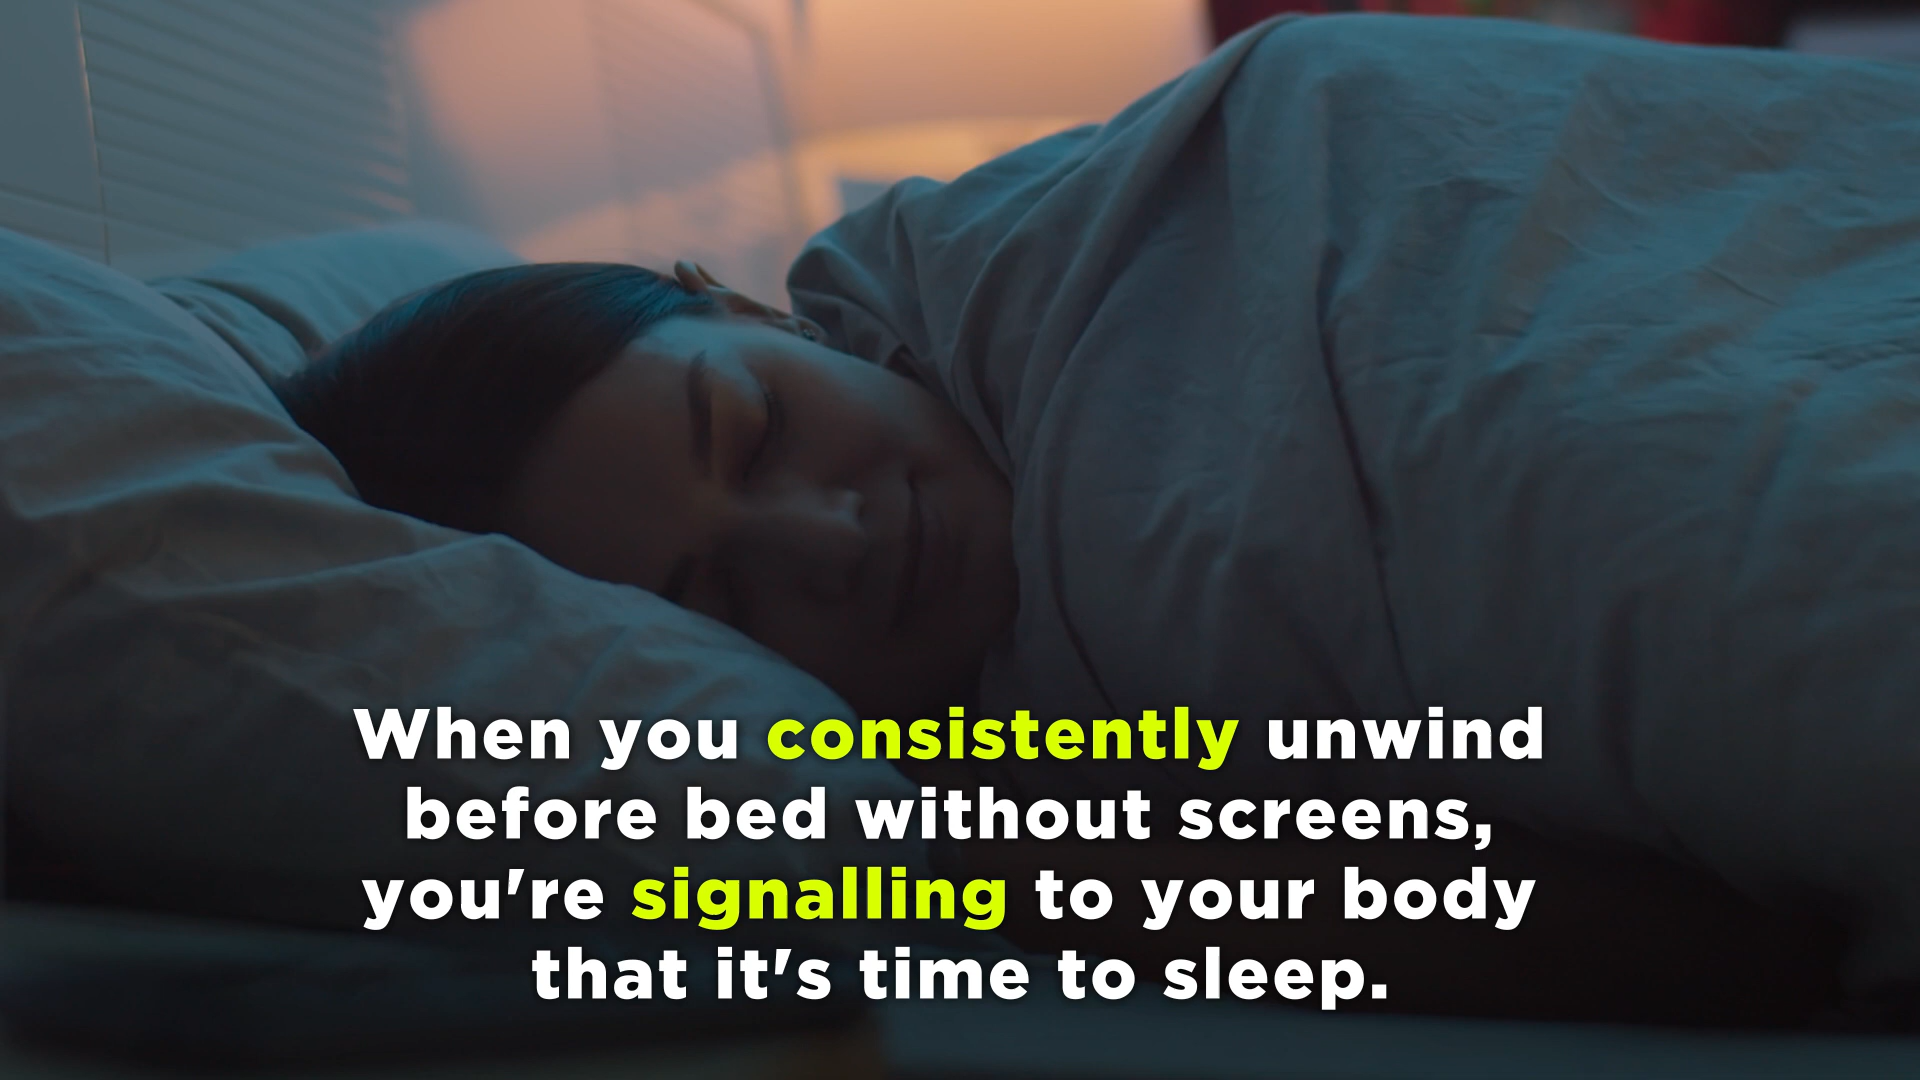 When you consistently unwind
before bed without screens,
you're signalling to your body
that it's time to sleep.